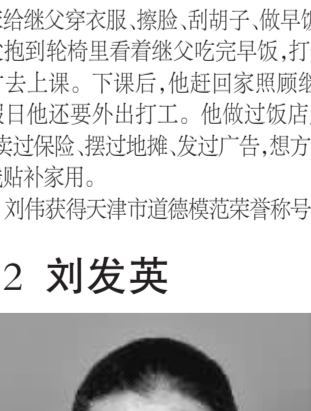 给继父穿衣服、擦脸、刮胡子、做早饭
抱到轮椅里看着继父吃完早饭，打
去上课。下课后，他赶回家照顾继
假日他还要外出打工。他做过饭店
卖过保险、摆过地摊、发过广告，想方
贴补家用。
刘伟获得天津市道德模范荣誉称号
2 刘发英